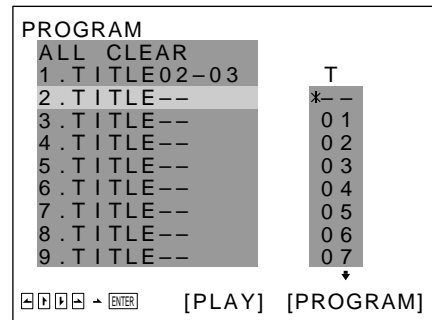 PROGRAM
ALL CLEAR
1.TITLE02–03
T
2.TITLE––
*––
3.TITLE––
01
4.TITLE––
02
5.TITLE––
03
6.TITLE––
04
7.TITLE––
05
8.TITLE––
06
9.TITLE––
07
ENTER [PLAY] [PROGRAM]